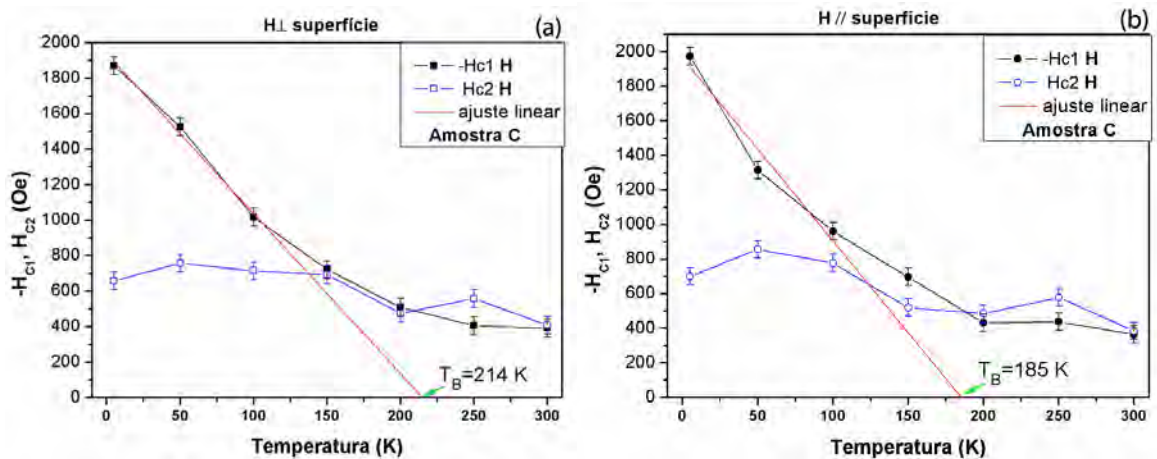 H⊥ superfície
(a)
-Hc1 H
Hc2 H
ajuste linear
Amostra C
2000
1800
1600
1400
1200
1000
800
600
400
200
0
-H_C1, H_C2 (Oe)
T_B=214 K
0 50 100 150 200 250 300
Temperatura (K)
H // superfície
(b)
-Hc1 H
Hc2 H
ajuste linear
Amostra C
2000
1800
1600
1400
1200
1000
800
600
400
200
0
-H_C1, H_C2 (Oe)
T_B=185 K
0 50 100 150 200 250 300
Temperatura (K)